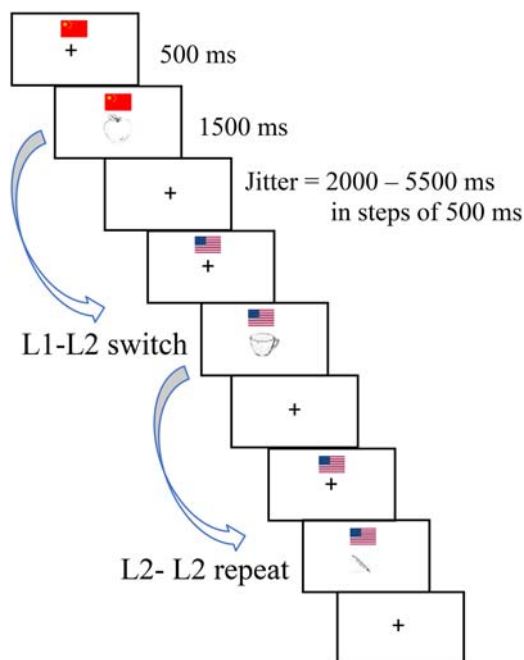 500 ms
1500 ms
Jitter = 2000 – 5500 ms
in steps of 500 ms
L1-L2 switch
L2- L2 repeat